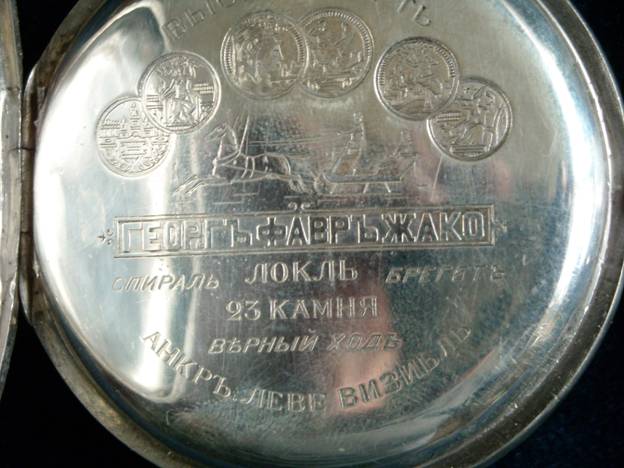 ГЕОРГЪ·ФАВРЪ·ЖАКО
СПИРАЛЬ ЛОКЛЬ БРЕГЕТЪ
23 КАМНЯ
ВѢРНЫЙ ХОДЪ
АНКРЪ ЛЕВЕ ВИЗИБЛЬ